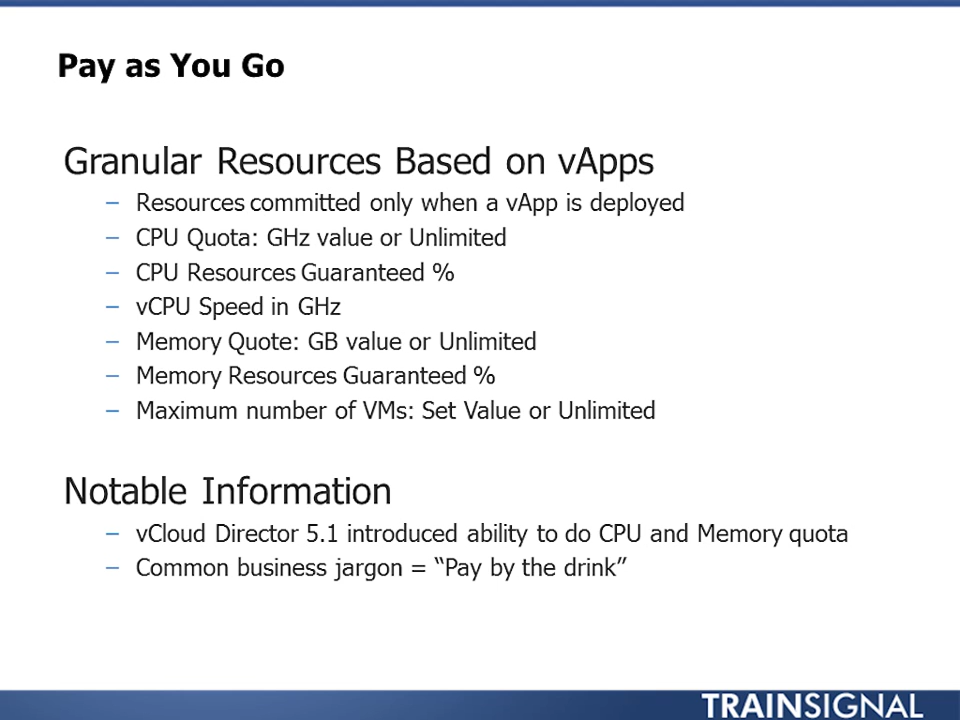 Pay as You Go
Granular Resources Based on vApps
– Resources committed only when a vApp is deployed
– CPU Quota: GHz value or Unlimited
– CPU Resources Guaranteed %
– vCPU Speed in GHz
– Memory Quote: GB value or Unlimited
– Memory Resources Guaranteed %
– Maximum number of VMs: Set Value or Unlimited
Notable Information
– vCloud Director 5.1 introduced ability to do CPU and Memory quota
– Common business jargon = “Pay by the drink”
TRAINSIGNAL